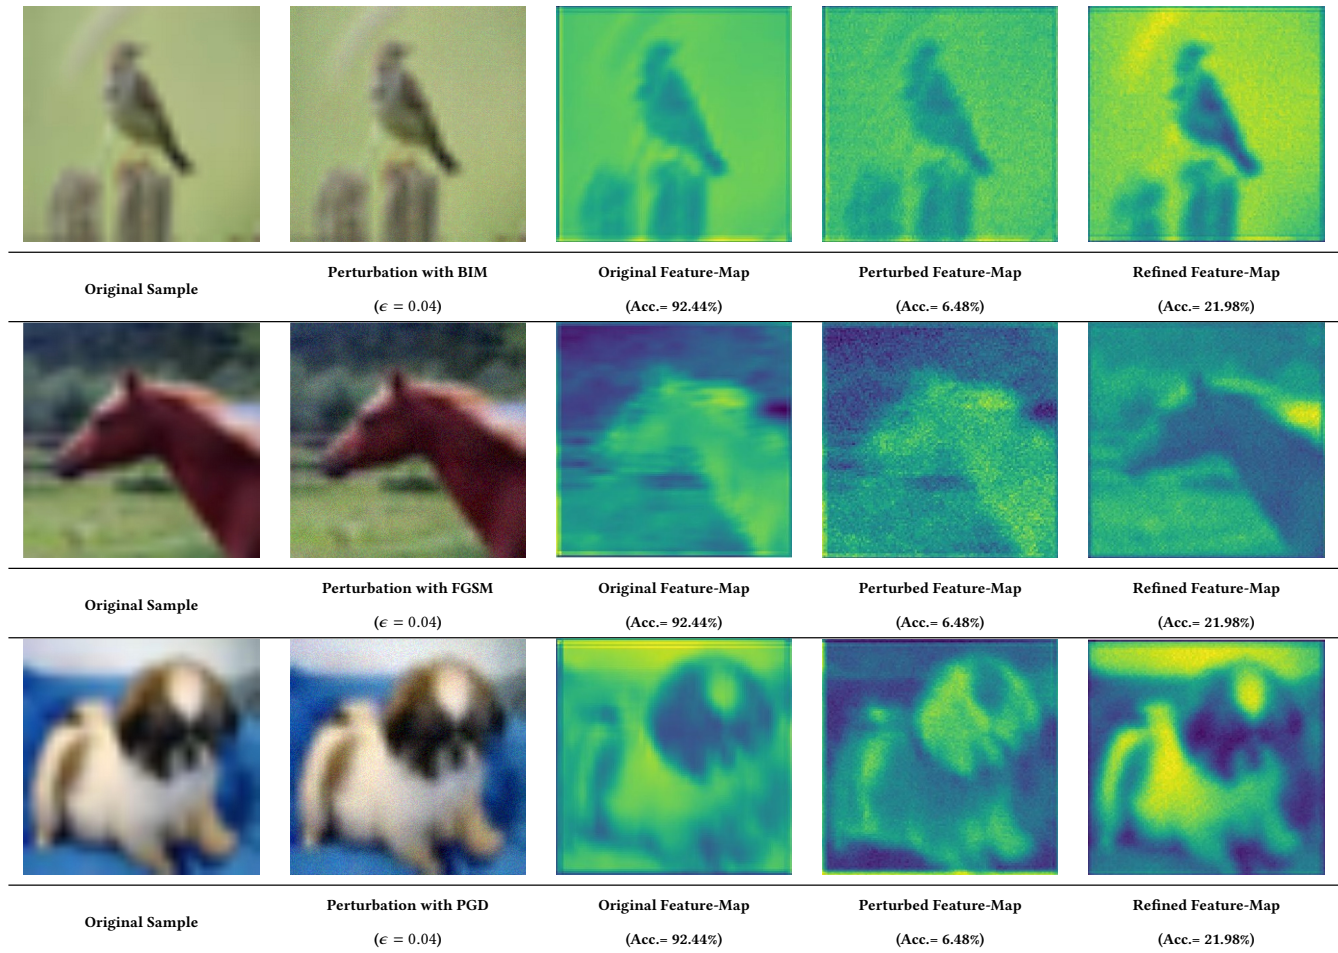 Original Sample
Perturbation with BIM
(ϵ = 0.04)
Original Feature-Map
(Acc.= 92.44%)
Perturbed Feature-Map
(Acc.= 6.48%)
Refined Feature-Map
(Acc.= 21.98%)
Original Sample
Perturbation with FGSM
(ϵ = 0.04)
Original Feature-Map
(Acc.= 92.44%)
Perturbed Feature-Map
(Acc.= 6.48%)
Refined Feature-Map
(Acc.= 21.98%)
Original Sample
Perturbation with PGD
(ϵ = 0.04)
Original Feature-Map
(Acc.= 92.44%)
Perturbed Feature-Map
(Acc.= 6.48%)
Refined Feature-Map
(Acc.= 21.98%)